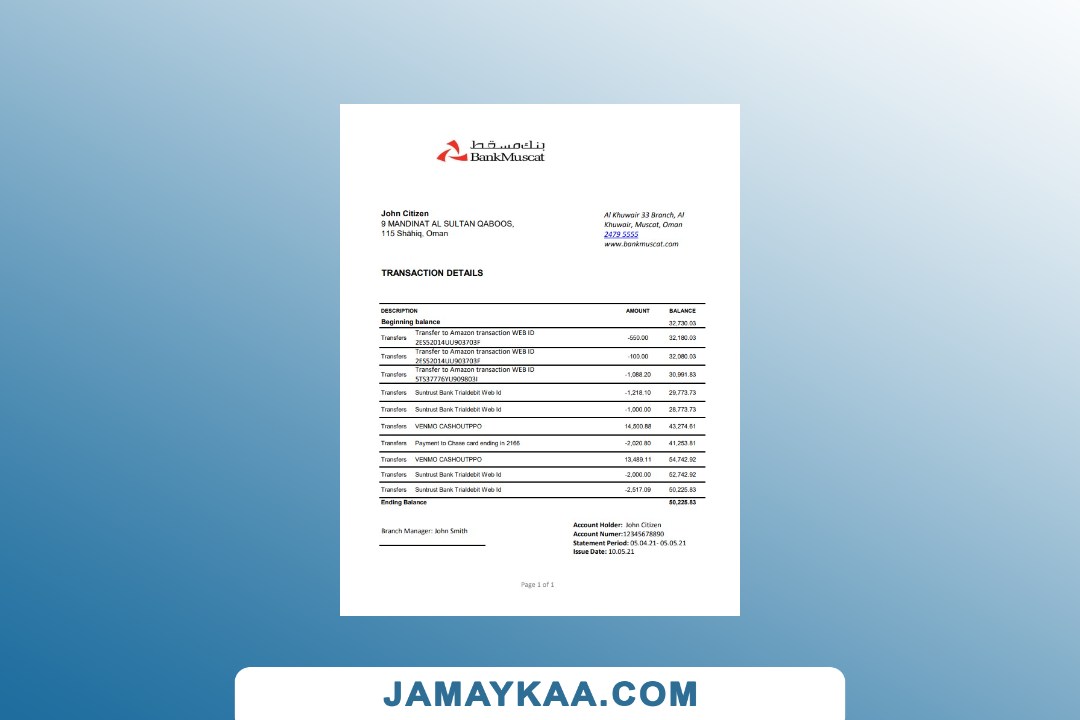 بنك مسقط
BankMuscat
John Citizen
9 MANDINAT AL SULTAN QABOOS,
115 Shāhiq, Oman
Al Khuwair 33 Branch, Al
Khuwair, Muscat, Oman
2479 5555
www.bankmuscat.com
TRANSACTION DETAILS
DESCRIPTION AMOUNT BALANCE
Beginning balance 32,730.03
Transfers Transfer to Amazon transaction WEB ID
2ES52014UU903703F -550.00 32,180.03
Transfers Transfer to Amazon transaction WEB ID
2ES52014UU903703F -100.00 32,080.03
Transfers Transfer to Amazon transaction WEB ID
5TS37776YU909803I -1,088.20 30,991.83
Transfers Suntrust Bank Trialdebit Web Id -1,218.10 29,773.73
Transfers Suntrust Bank Trialdebit Web Id -1,000.00 28,773.73
Transfers VENMO CASHOUTPPO 14,500.88 43,274.61
Transfers Payment to Chase card ending in 2166 -2,020.80 41,253.81
Transfers VENMO CASHOUTPPO 13,489.11 54,742.92
Transfers Suntrust Bank Trialdebit Web Id -2,000.00 52,742.92
Transfers Suntrust Bank Trialdebit Web Id -2,517.09 50,225.83
Ending Balance 50,225.83
Branch Manager: John Smith
Account Holder: John Citizen
Account Numer:12345678890
Statement Period: 05.04.21- 05.05.21
Issue Date: 10.05.21
Page 1 of 1
JAMAYKAA.COM